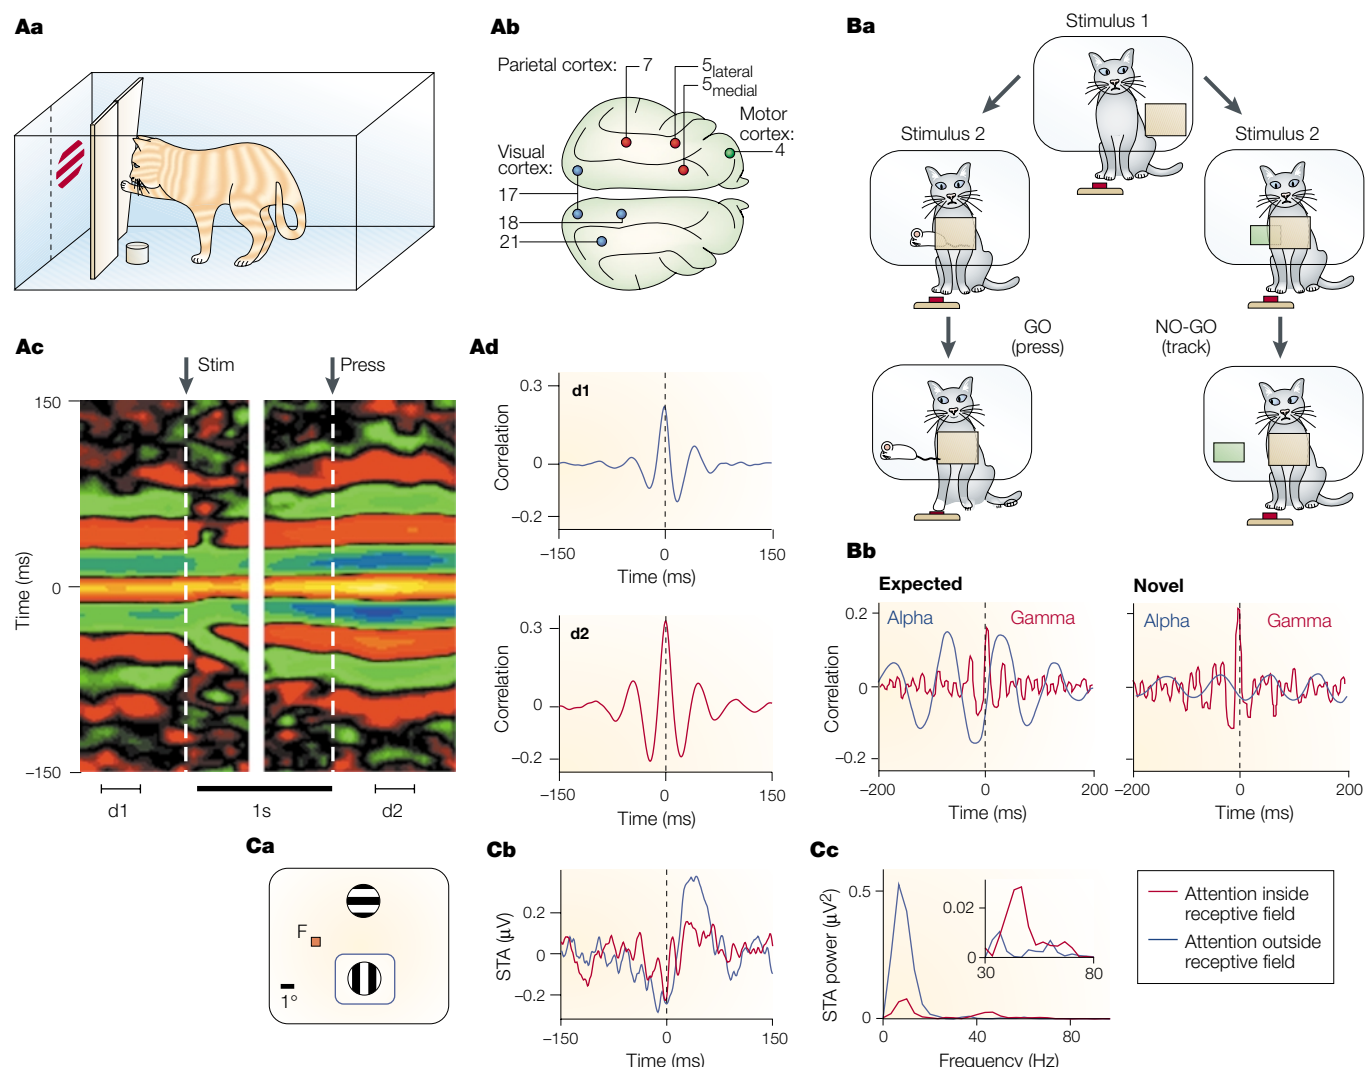 Aa
Ab
Parietal cortex:
7
5lateral
5medial
Motor
cortex:
4
Visual
cortex:
17
18
21
Ba
Stimulus 1
Stimulus 2
Stimulus 2
GO
(press)
NO-GO
(track)
Ac
Stim
Press
150
0
−150
Time (ms)
d1
1s
d2
Ad
d1
0.3
0
−0.2
Correlation
−150
0
150
Time (ms)
d2
0.3
0
−0.2
Correlation
−150
0
150
Time (ms)
Bb
Expected
Alpha
Gamma
0.2
0
−0.2
Correlation
−200
0
200
Time (ms)
Novel
Alpha
Gamma
−200
0
200
Time (ms)
Ca
F
1°
Cb
0.2
0
−0.2
STA (μV)
−150
0
150
Time (ms)
Cc
0.5
0
STA power (μV²)
0.02
0
30
80
0
40
80
Frequency (Hz)
Attention inside
receptive field
Attention outside
receptive field